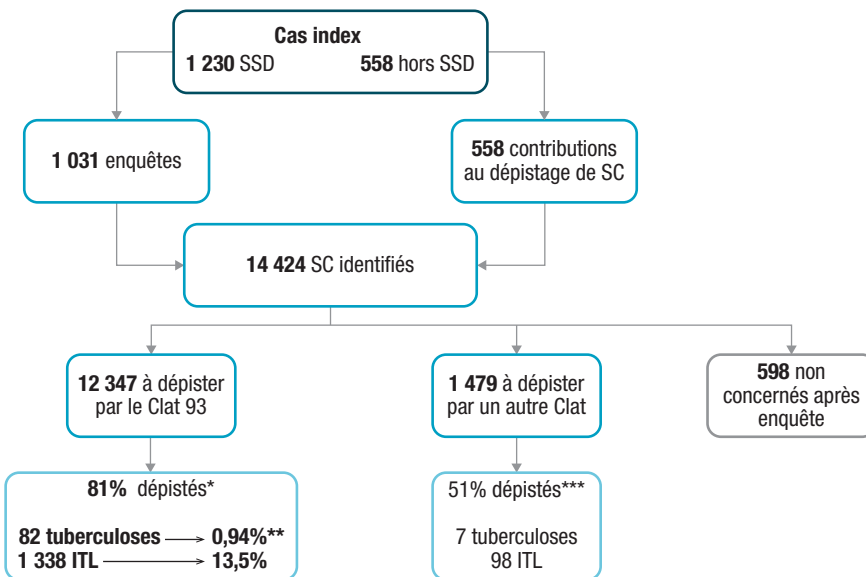 Cas index
1 230 SSD 558 hors SSD
1 031 enquêtes
558 contributions
au dépistage de SC
14 424 SC identifiés
12 347 à dépister
par le Clat 93
1 479 à dépister
par un autre Clat
598 non
concernés après
enquête
81% dépistés*
82 tuberculoses → 0,94%**
1 338 ITL → 13,5%
51% dépistés***
7 tuberculoses
98 ITL